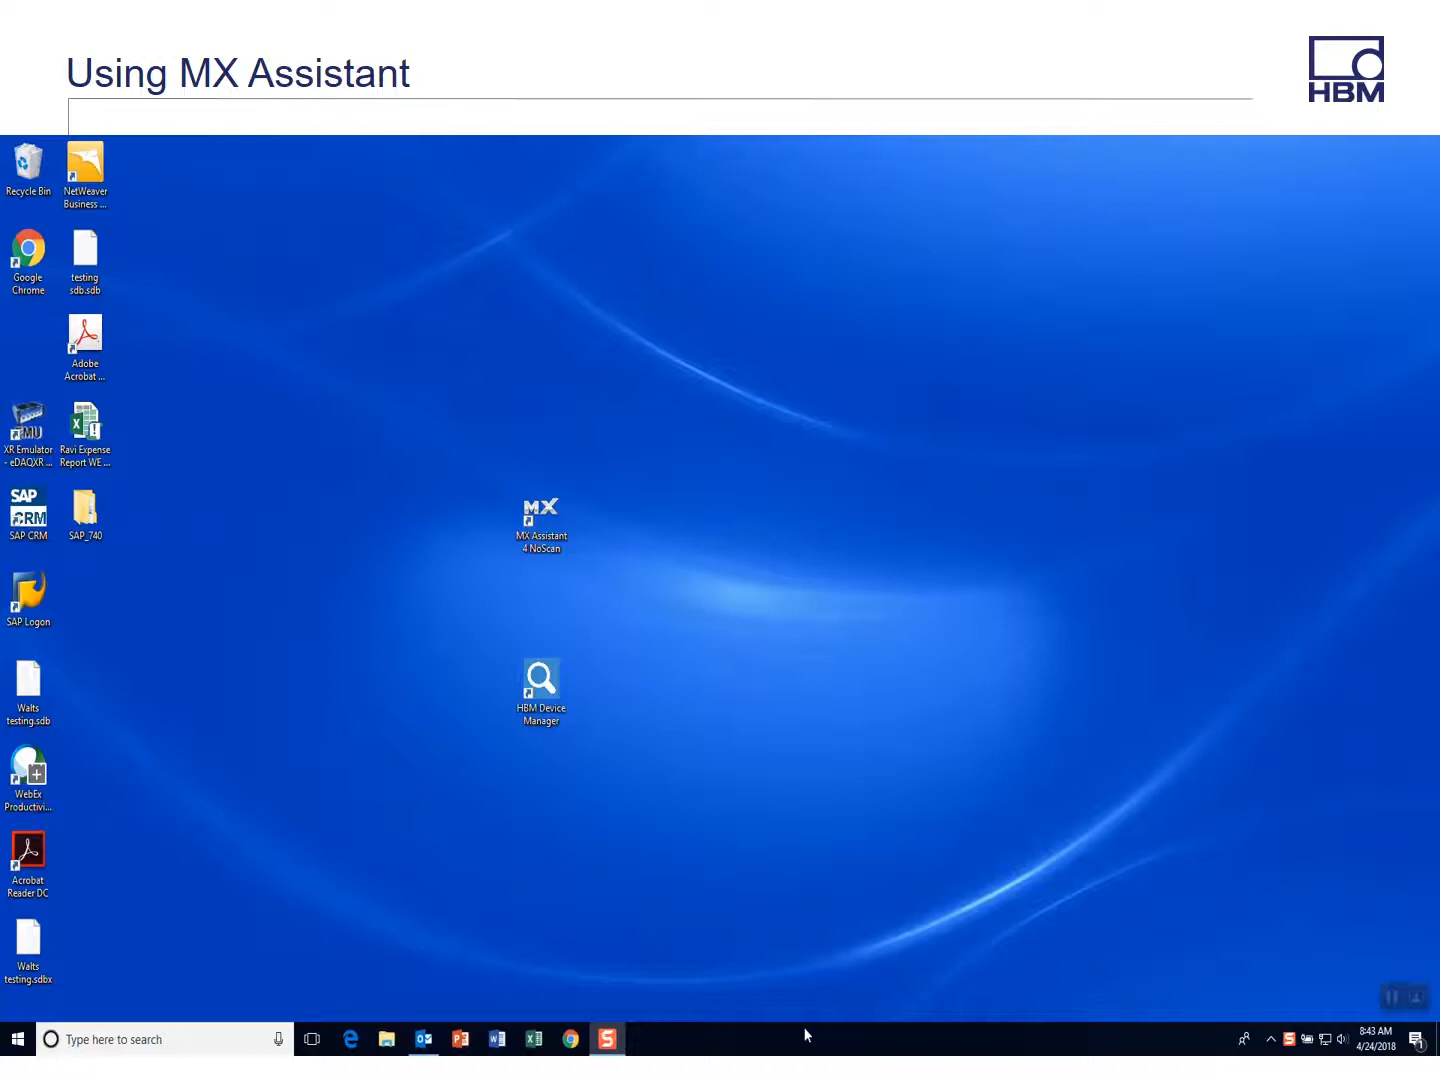 Using MX Assistant
HBM
Recycle Bin
NetWeaver
Business ...
Google
Chrome
testing
sdb.sdb
Adobe
Acrobat ...
XR Emulator
- eDAQXR ...
Ravi Expense
Report WE ...
SAP
CRM
SAP CRM
SAP_740
MX
MX Assistant
4 NoScan
SAP Logon
HBM Device
Manager
Walts
testing.sdb
WebEx
Productivi...
Acrobat
Reader DC
Walts
testing.sdbx
Type here to search
8:43 AM
4/24/2018
1